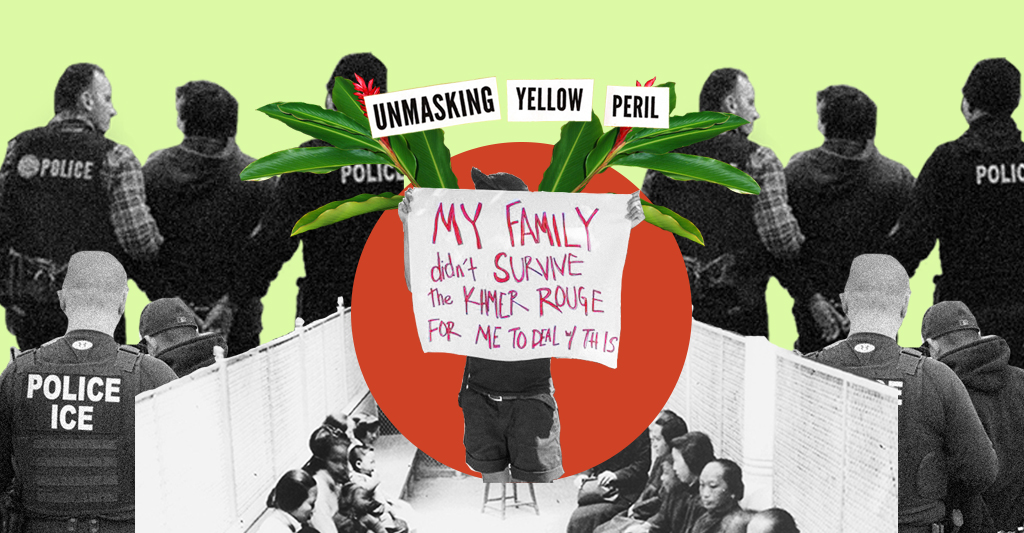 UNMASKING YELLOW PERIL
POLICE
POLICE
POLIC
MY FAMILY
didn't SURVIVE
the KHMER ROUGE
FOR ME TO DEAL w/ THIS
POLICE
ICE
CE